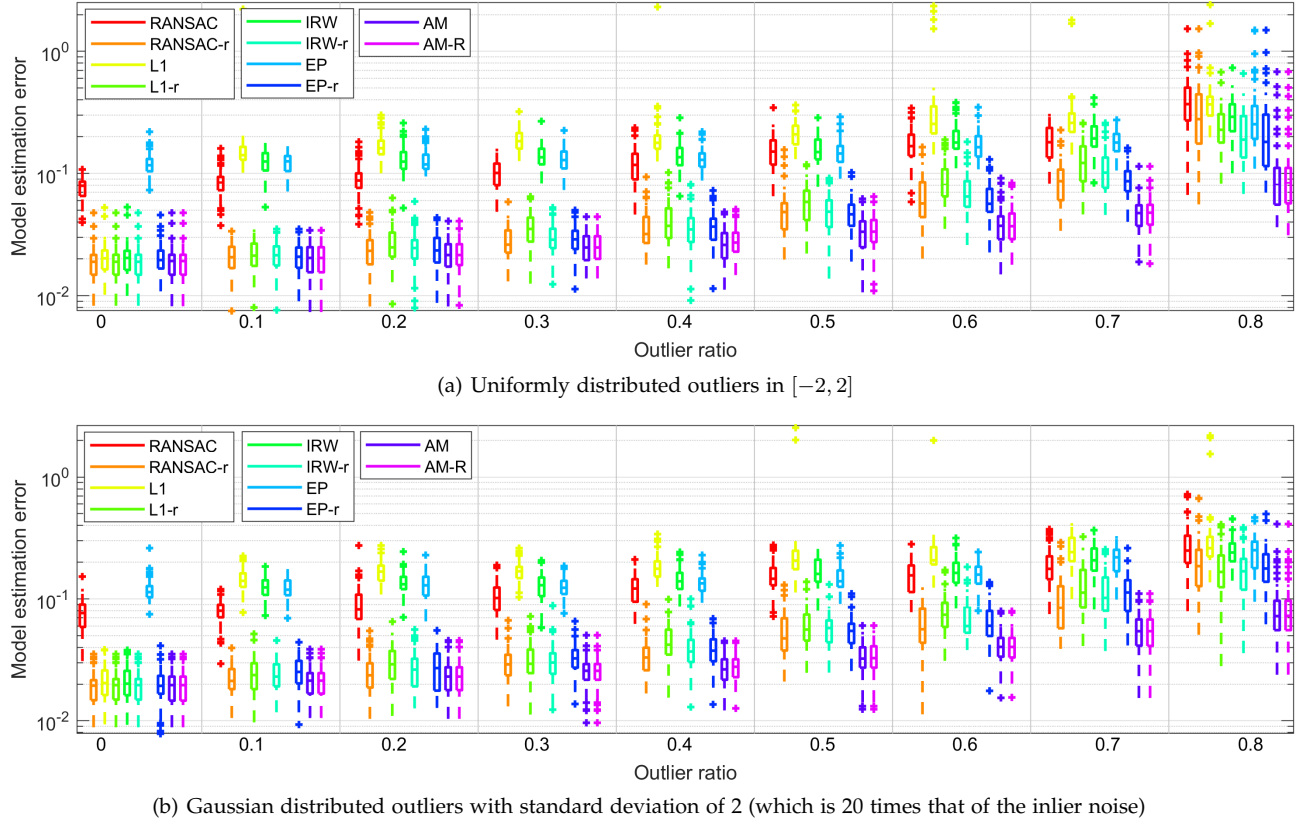 RANSAC
RANSAC-r
L1
L1-r
IRW
IRW-r
EP
EP-r
AM
AM-R
Model estimation error
10^0
10^-1
10^-2
0 0.1 0.2 0.3 0.4 0.5 0.6 0.7 0.8
Outlier ratio
(a) Uniformly distributed outliers in [−2, 2]
RANSAC
RANSAC-r
L1
L1-r
IRW
IRW-r
EP
EP-r
AM
AM-R
Model estimation error
10^0
10^-1
10^-2
0 0.1 0.2 0.3 0.4 0.5 0.6 0.7 0.8
Outlier ratio
(b) Gaussian distributed outliers with standard deviation of 2 (which is 20 times that of the inlier noise)